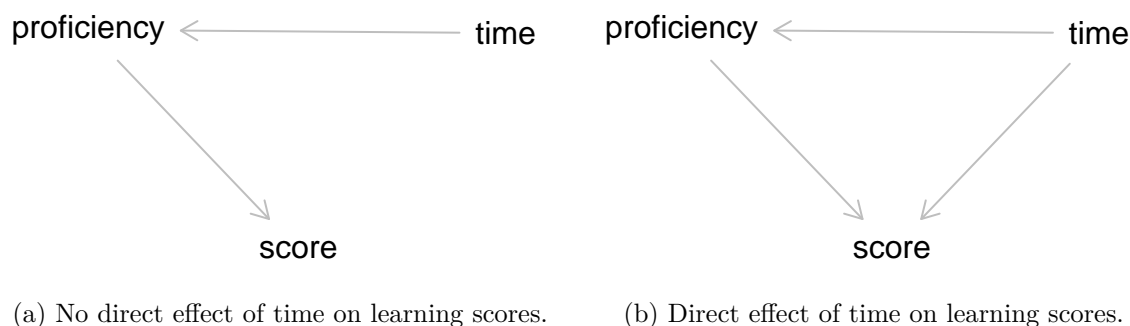 proficiency time
score
proficiency time
score
(a) No direct effect of time on learning scores.
(b) Direct effect of time on learning scores.